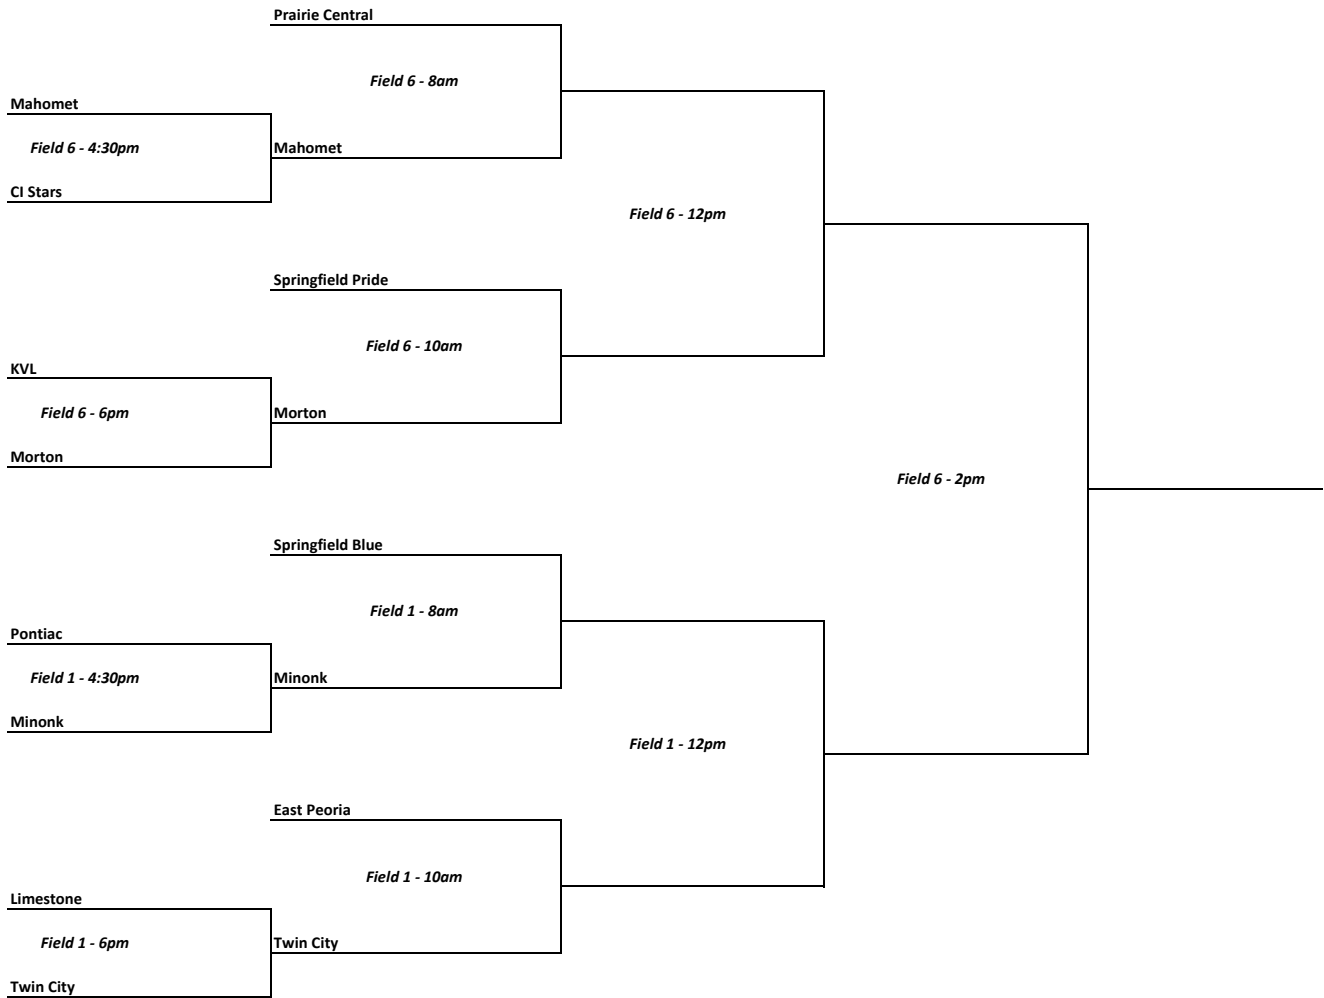 Prairie Central
Field 6 - 8am
Mahomet
Field 6 - 4:30pm
Mahomet
CI Stars
Field 6 - 12pm
Springfield Pride
Field 6 - 10am
KVL
Field 6 - 6pm
Morton
Morton
Field 6 - 2pm
Springfield Blue
Field 1 - 8am
Pontiac
Field 1 - 4:30pm
Minonk
Minonk
Field 1 - 12pm
East Peoria
Field 1 - 10am
Limestone
Field 1 - 6pm
Twin City
Twin City